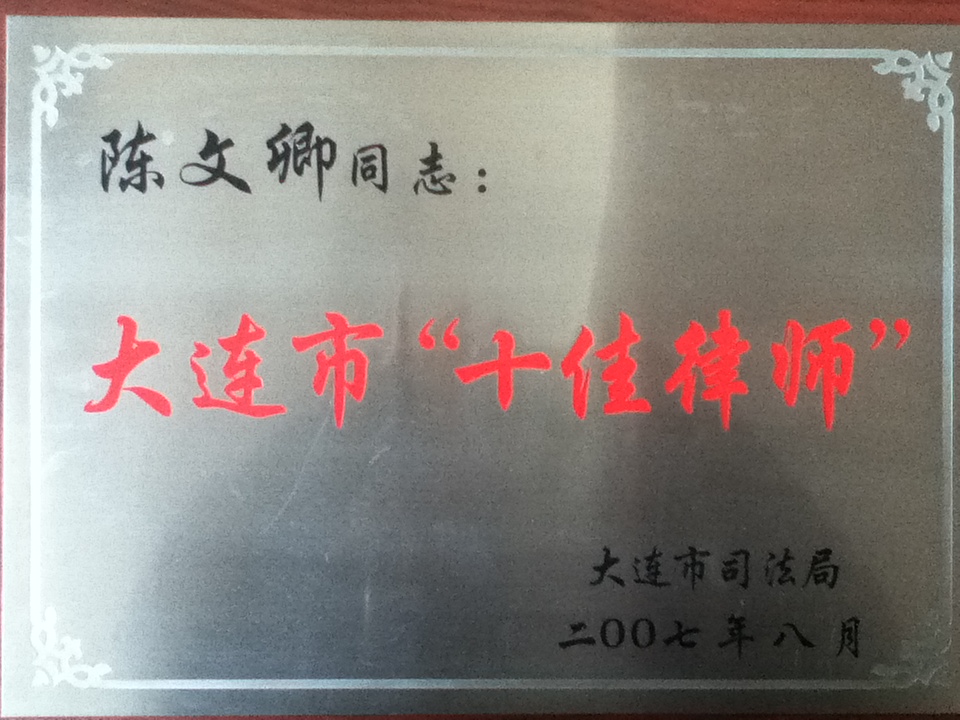 陈文卿同志：
大连市“十佳律师”
大连市司法局
二00七年八月